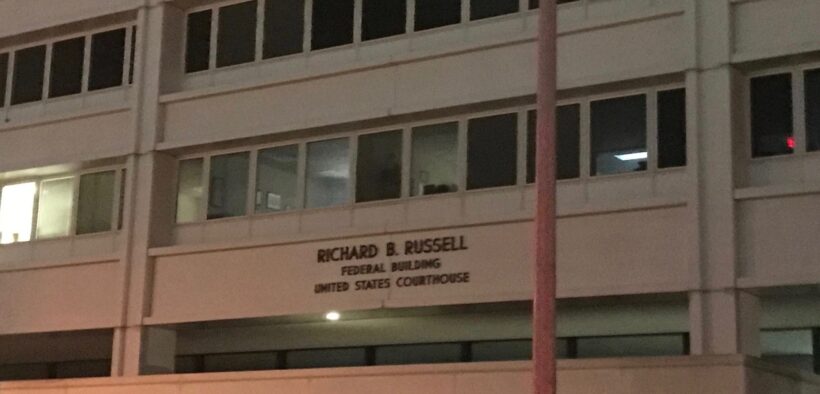 RICHARD B. RUSSELL
FEDERAL BUILDING
UNITED STATES COURTHOUSE